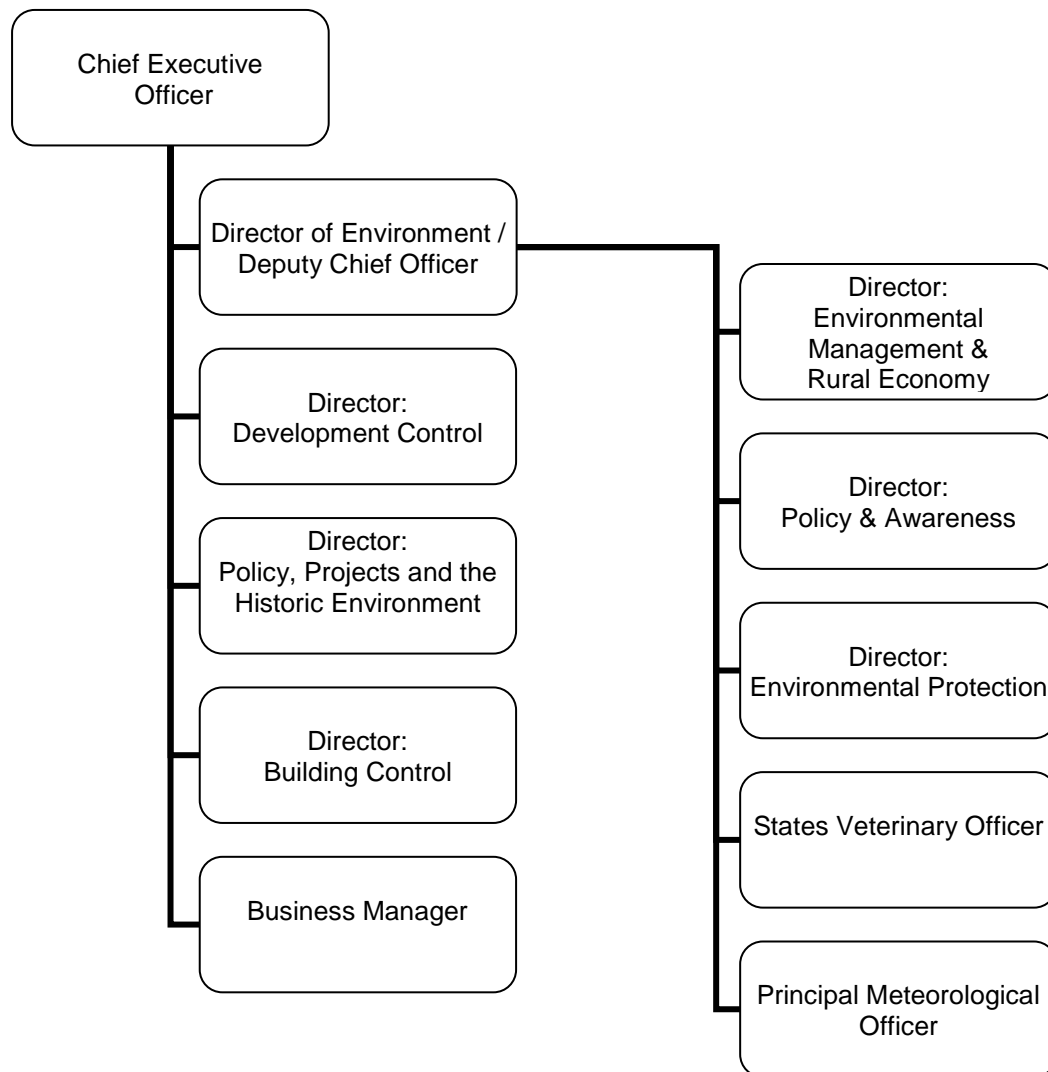 Chief Executive
Officer
Director of Environment /
Deputy Chief Officer
Director:
Development Control
Director:
Policy, Projects and the
Historic Environment
Director:
Building Control
Business Manager
Director:
Environmental
Management &
Rural Economy
Director:
Policy & Awareness
Director:
Environmental Protection
States Veterinary Officer
Principal Meteorological
Officer